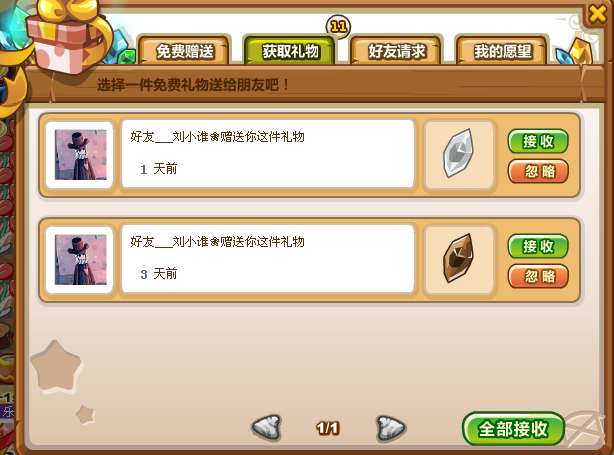 11
免费赠送
获取礼物
好友请求
我的愿望
选择一件免费礼物送给朋友吧！
好友___刘小谁❀赠送你这件礼物
1 天前
接收
忽略
好友___刘小谁❀赠送你这件礼物
3 天前
接收
忽略
1/1
全部接收
乐